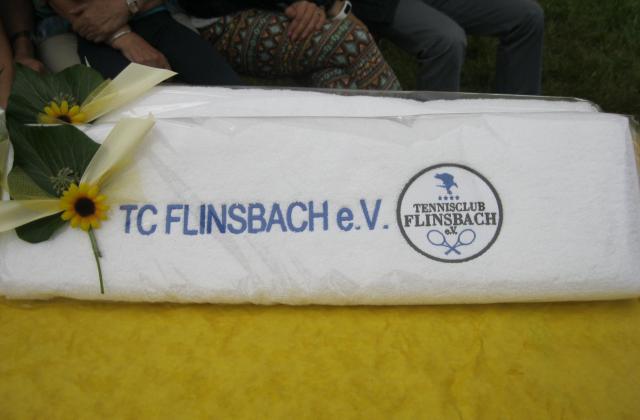 TC FLINSBACH e.V.
TENNISCLUB
FLINSBACH
e.V.